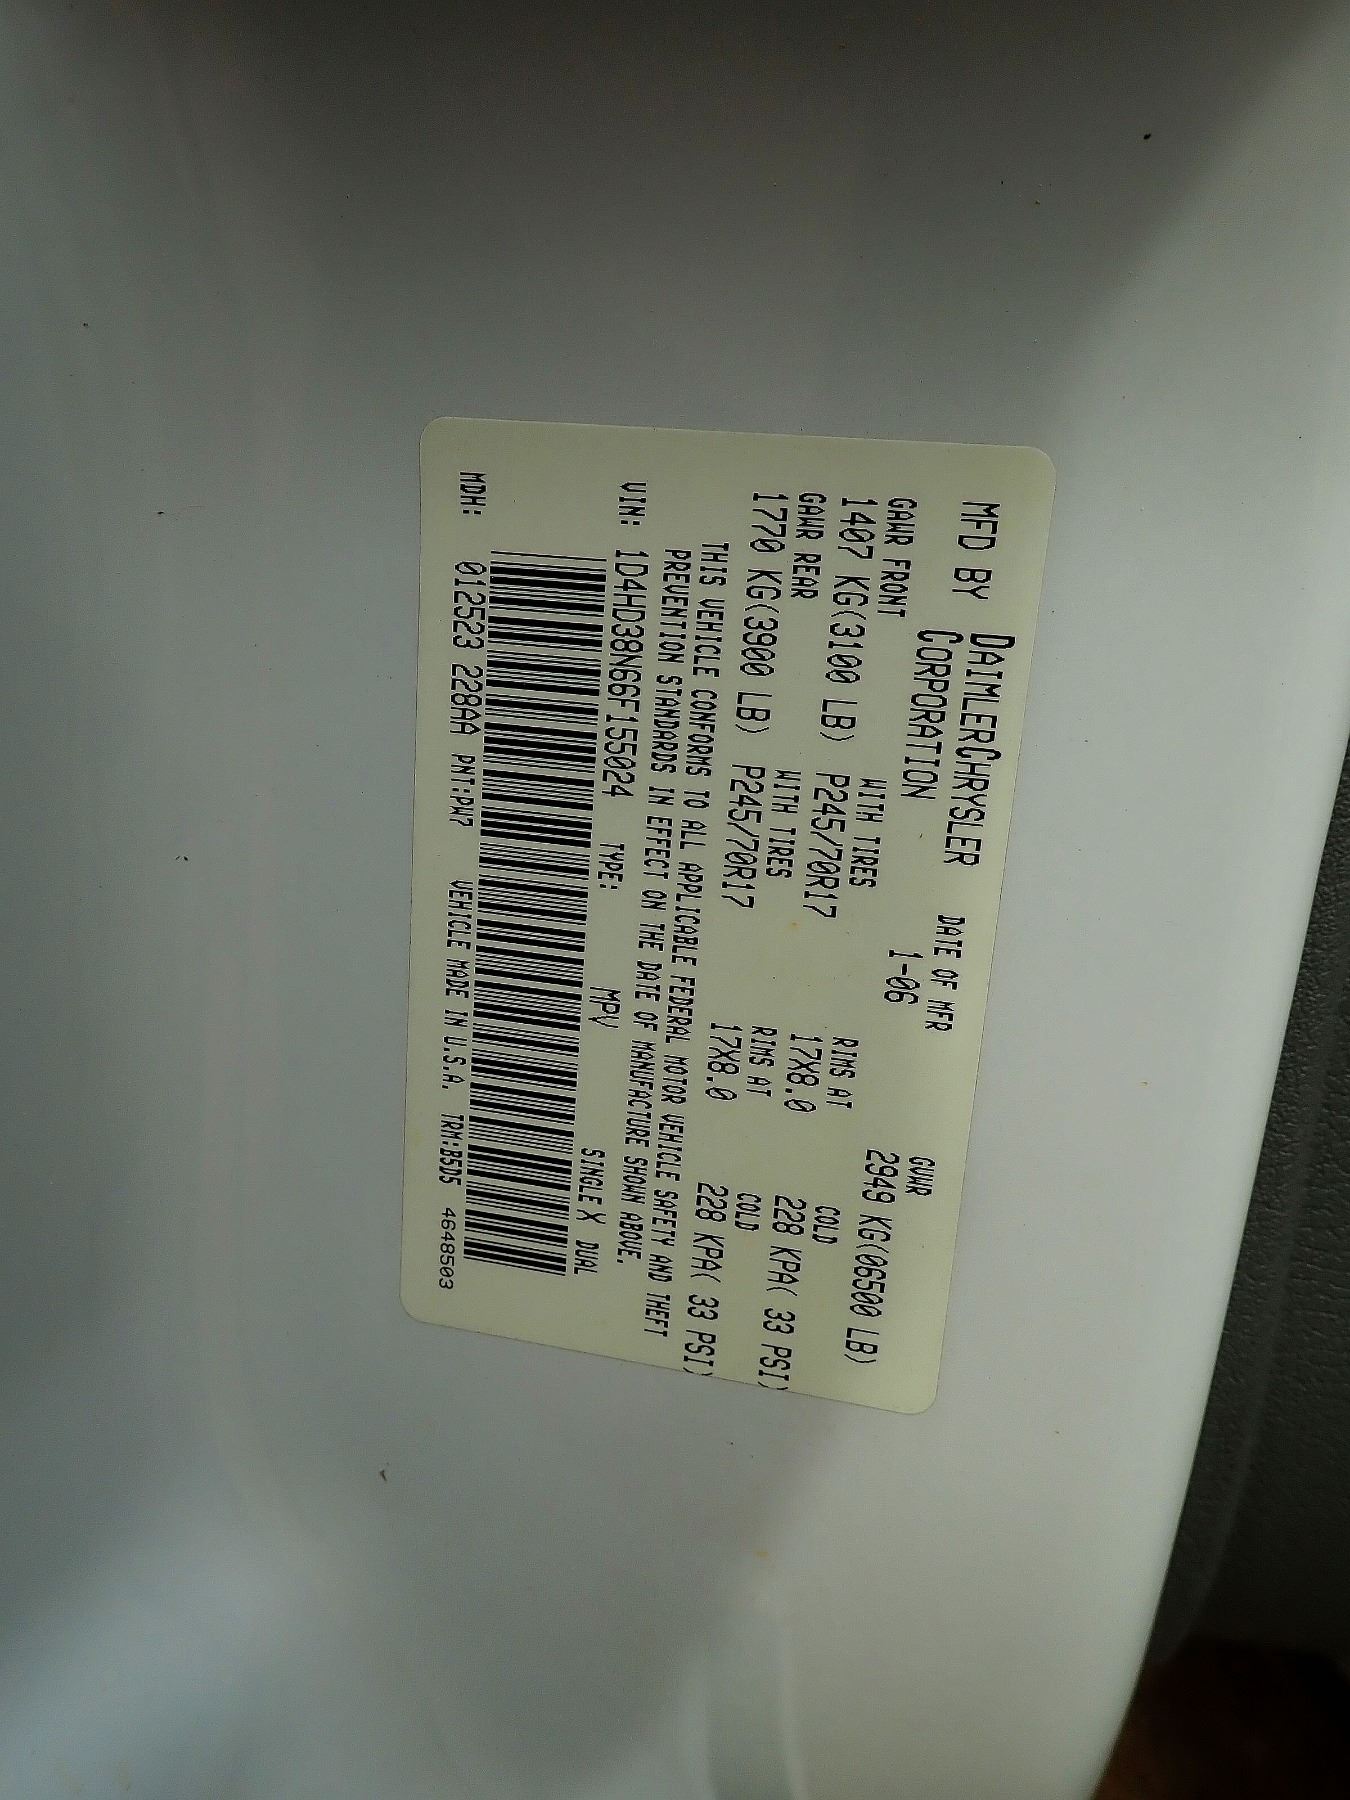 MFD BY DAIMLERCHRYSLER CORPORATION DATE OF MFR 1-06 GVWR 2949 KG(06500 LB)
GAWR FRONT WITH TIRES RIMS AT COLD
1407 KG(3100 LB) P245/70R17 17X8.0 228 KPA( 33 PSI)
GAWR REAR WITH TIRES RIMS AT COLD
1770 KG(3900 LB) P245/70R17 17X8.0 228 KPA( 33 PSI)
THIS VEHICLE CONFORMS TO ALL APPLICABLE FEDERAL MOTOR VEHICLE SAFETY AND THEFT
PREVENTION STANDARDS IN EFFECT ON THE DATE OF MANUFACTURE SHOWN ABOVE.
VIN: 1D4HD38N66F155024 TYPE: MPV SINGLE X DUAL
MDH: 012523 228AA PNT:PW7 VEHICLE MADE IN U.S.A. TRM:B5D5 4648503